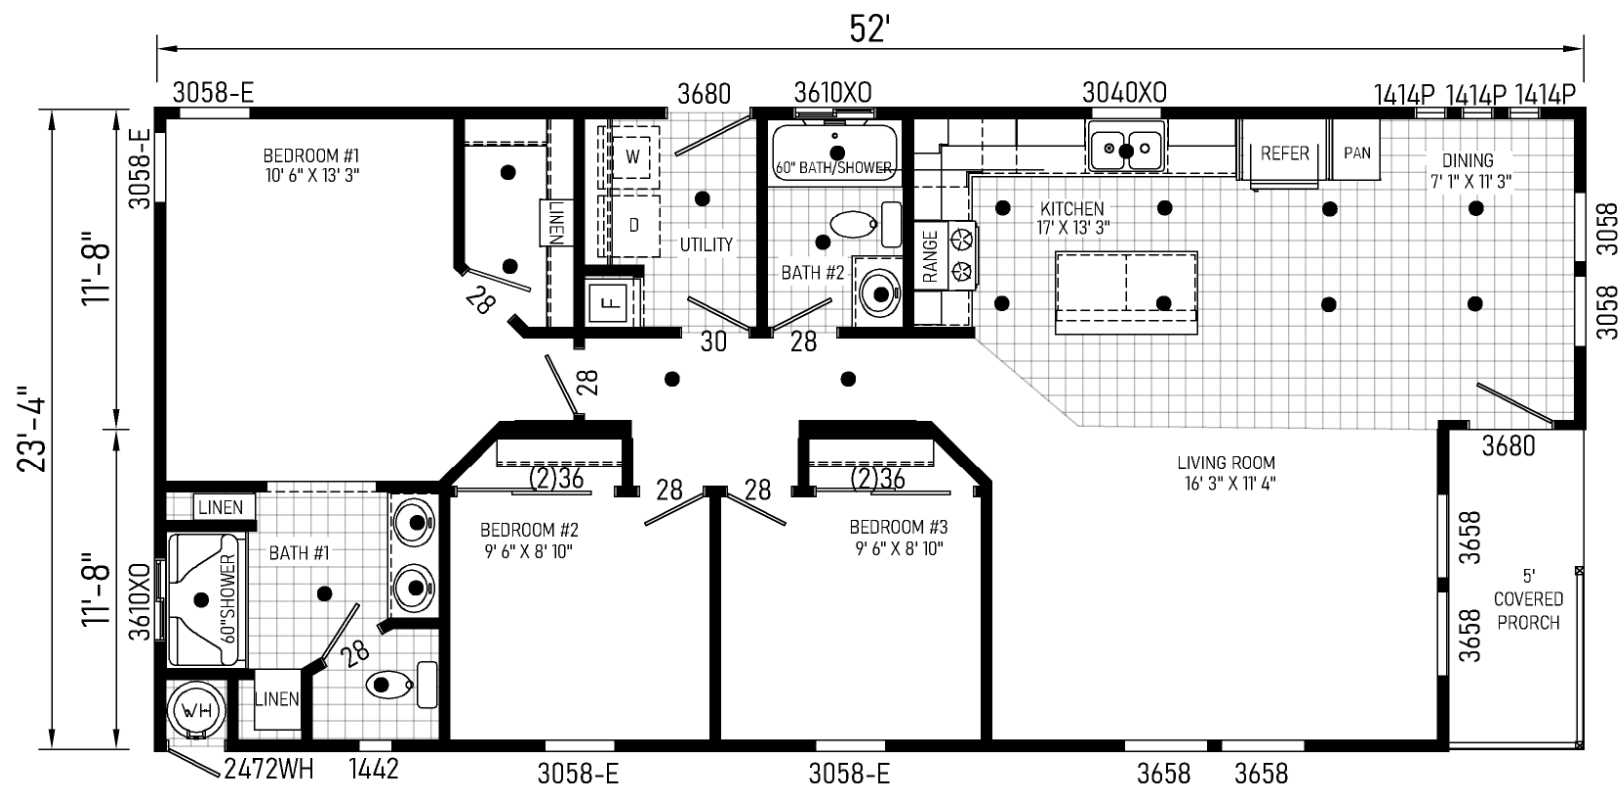 52'
3058-E
3680
3610XO
3040XO
1414P
1414P
1414P
3058-E
BEDROOM #1
10' 6" X 13' 3"
LINEN
28
W
D
UTILITY
F
30
60" BATH/SHOWER
BATH #2
28
RANGE
KITCHEN
17' X 13' 3"
REFER
PAN
DINING
7' 1" X 11' 3"
3058
3058
11'-8"
23'-4"
11'-8"
28
3680
LIVING ROOM
16' 3" X 11' 4"
(2)36
28
28
(2)36
BEDROOM #2
9' 6" X 8' 10"
BEDROOM #3
9' 6" X 8' 10"
LINEN
BATH #1
60"SHOWER
3610XO
28
LINEN
WH
3658
3658
5'
COVERED
PRORCH
2472WH
1442
3058-E
3058-E
3658
3658